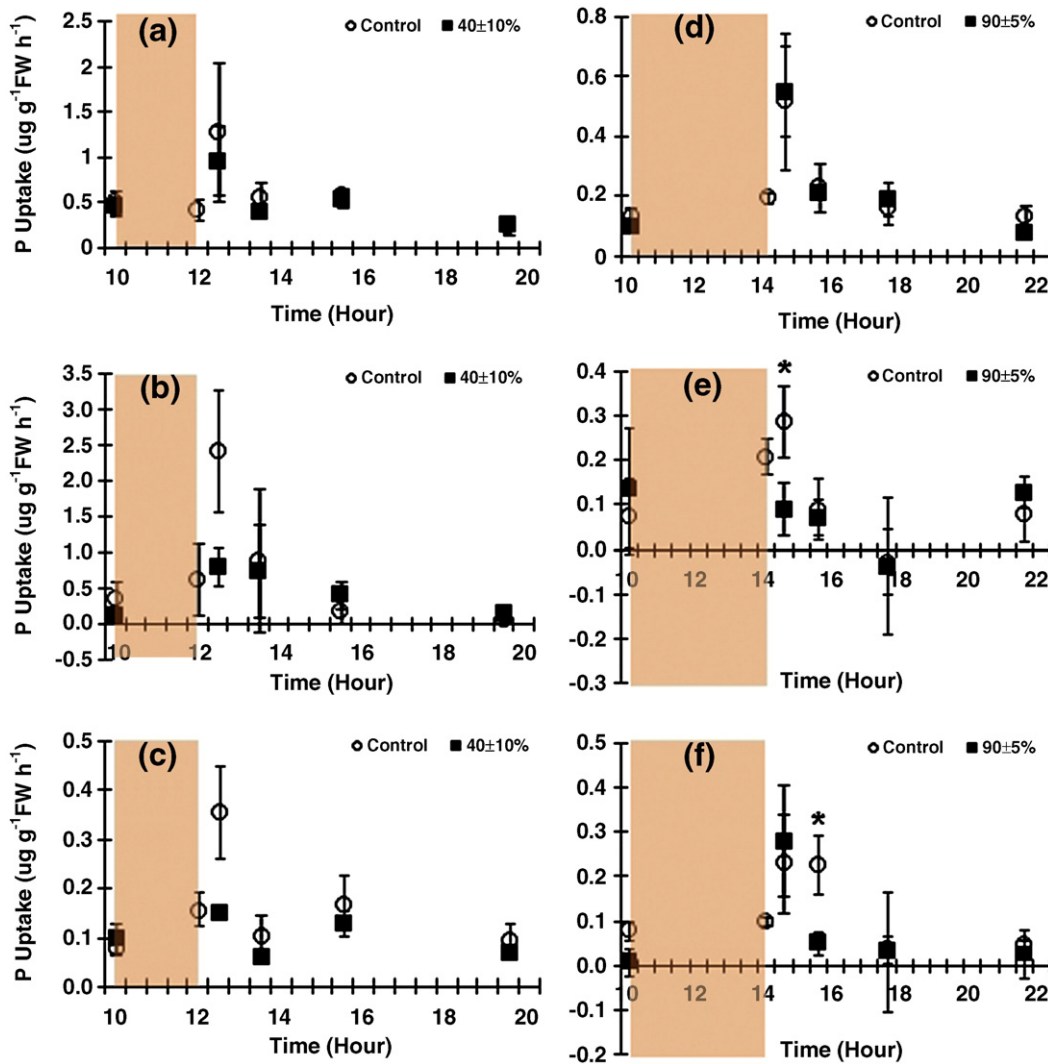 (a)
Control 40±10%
P Uptake (ug g⁻¹FW h⁻¹)
2.5
2
1.5
1
0.5
0
10 12 14 16 18 20
Time (Hour)
(d)
Control 90±5%
0.8
0.6
0.4
0.2
0
10 12 14 16 18 20 22
Time (Hour)
(b)
Control 40±10%
P Uptake (ug g⁻¹FW h⁻¹)
3.5
3.0
2.5
2.0
1.5
1.0
0.5
0.0
-0.5
10 12 14 16 18 20
Time (Hour)
(e)
*
Control 90±5%
0.4
0.3
0.2
0.1
0.0
-0.1
-0.2
-0.3
10 12 14 16 18 20 22
Time (Hour)
(c)
Control 40±10%
P Uptake (ug g⁻¹FW h⁻¹)
0.5
0.4
0.3
0.2
0.1
0.0
10 12 14 16 18 20
Time (Hour)
(f)
*
Control 90±5%
0.5
0.4
0.3
0.2
0.1
0.0
-0.1
-0.2
10 12 14 16 18 20 22
Time (Hour)